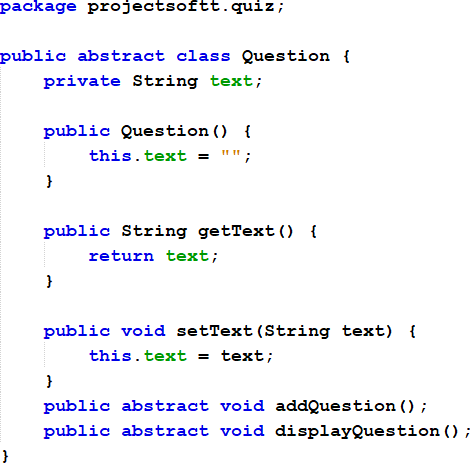 package projectsoftt.quiz;
public abstract class Question {
private String text;
public Question() {
this.text = "";
}
public String getText() {
return text;
}
public void setText(String text) {
this.text = text;
}
public abstract void addQuestion();
public abstract void displayQuestion();
}